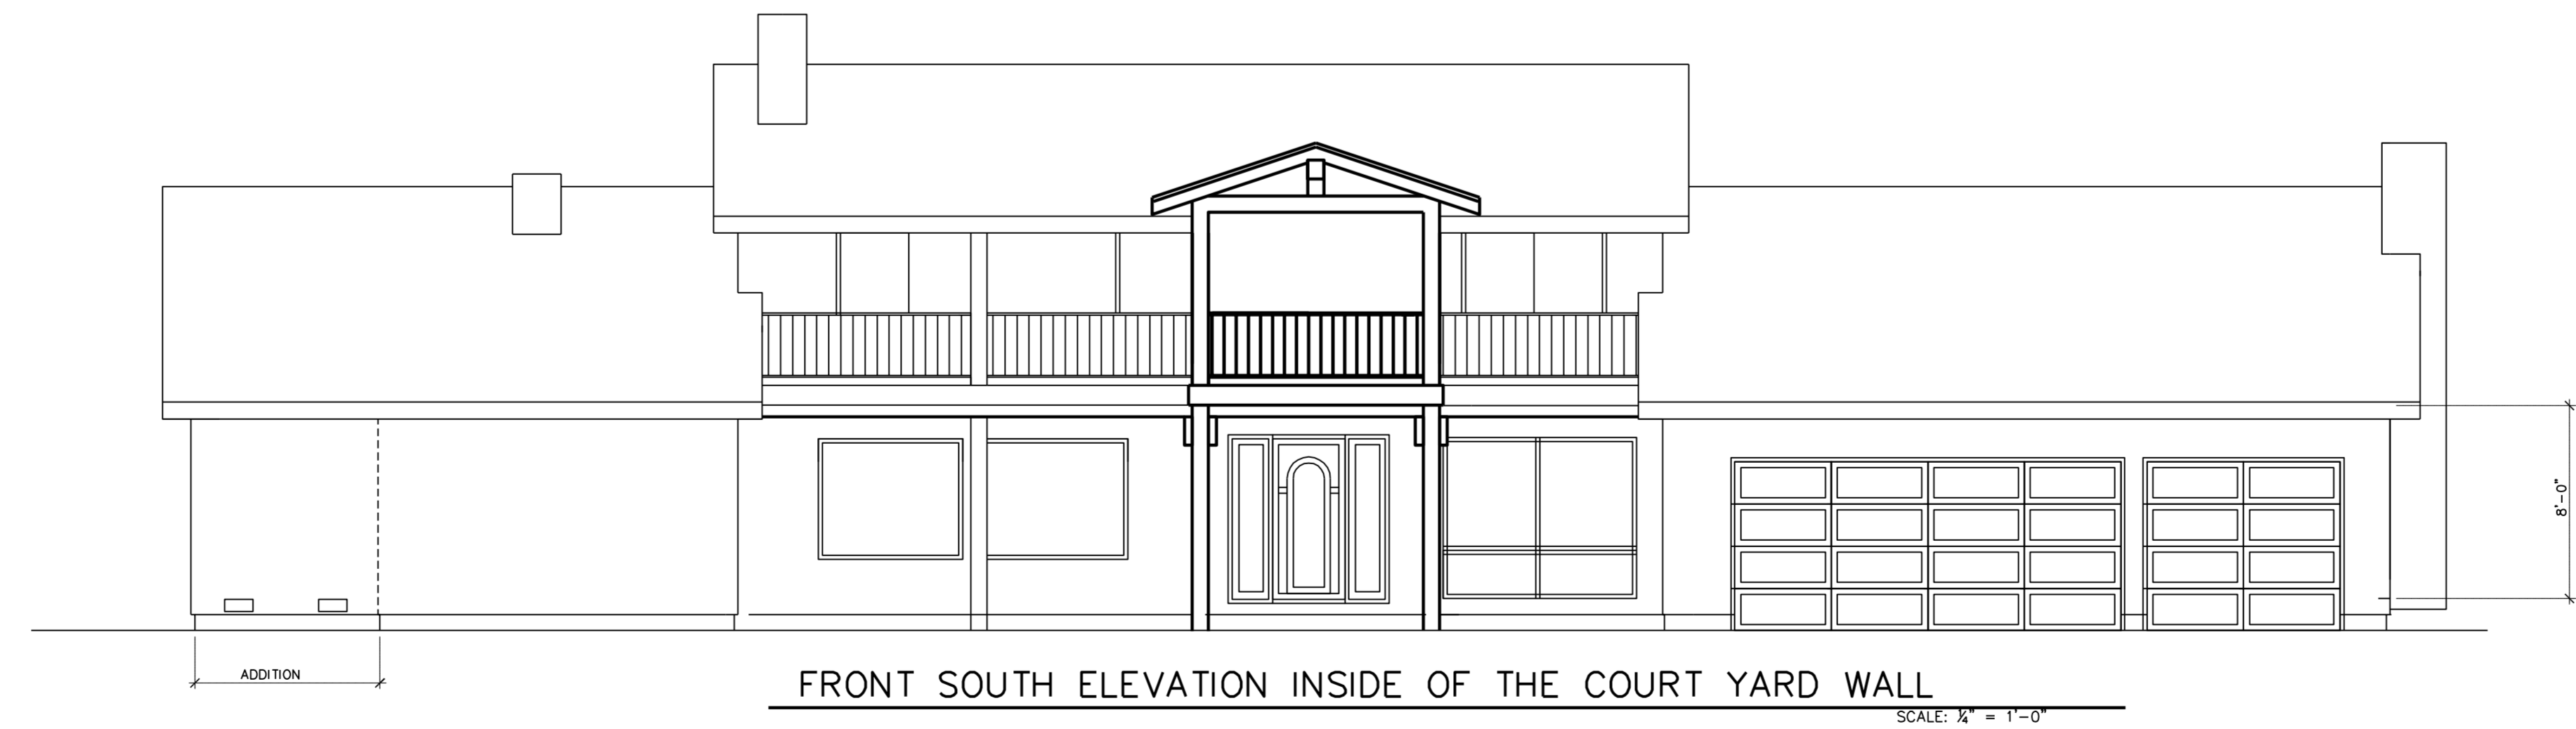 8'-0"
ADDITION
FRONT SOUTH ELEVATION INSIDE OF THE COURT YARD WALL
SCALE: ¼" = 1'-0"